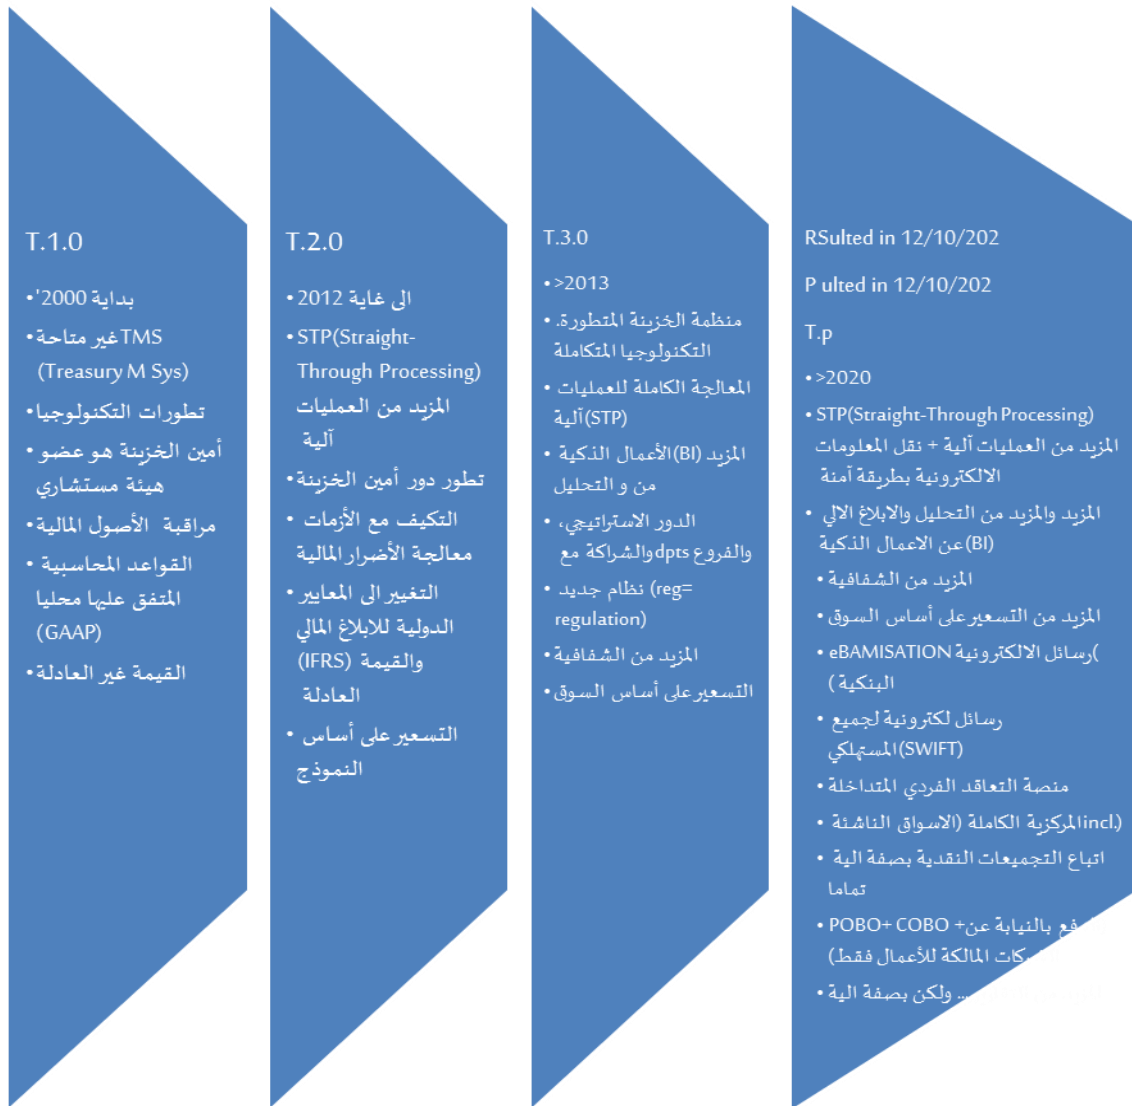 T.1.0
• بداية 2000'
• TMS غير متاحة
(Treasury M Sys)
• تطورات التكنولوجيا
• أمين الخزينة هو عضو
هيئة مستشاري
• مراقبة الأصول المالية
• القواعد المحاسبية
المتفق عليها محليا
(GAAP)
• القيمة غير العادلة
T.2.0
• الى غاية 2012
• STP(Straight-
Through Processing)
المزيد من العمليات
آلية
• تطور دور أمين الخزينة
• التكيف مع الأزمات
معالجة الأضرار المالية
• التغيير الى المعايير
الدولية للابلاغ المالي
(IFRS) والقيمة
العادلة
• التسعير على أساس
النموذج
T.3.0
• >2013
• منظمة الخزينة المتطورة.
التكنولوجيا المتكاملة
• المعالجة الكاملة للعمليات
آلية(STP)
• المزيد (BI)الأعمال الذكية
من و التحليل
• الدور الاستراتيجي،
والفروع dptsوالشراكة مع
• نظام جديد (reg=
regulation)
• المزيد من الشفافية
• التسعير على أساس السوق
RSulted in 12/10/202
P ulted in 12/10/202
T.p
• >2020
• STP(Straight-Through Processing)
المزيد من العمليات آلية + نقل المعلومات
الالكترونية بطريقة آمنة
• المزيد والمزيد من التحليل والابلاغ الالي
عن الاعمال الذكية(BI)
• المزيد من الشفافية
• المزيد من التسعير على أساس السوق
• eBAMISATION رسائل الالكترونية(
البنكية )
• رسائل لكترونية لجميع
المستهلكي(SWIFT)
• منصة التعاقد الفردي المتداخلة
• المركزية الكاملة (الاسواق الناشئة incl.)
• اتباع التجميعات النقدية بصفة الية
تماما
• POBO+ COBO +بالنيابة عن
المالكة للأعمال فقط)
• ... ولكن بصفة الية